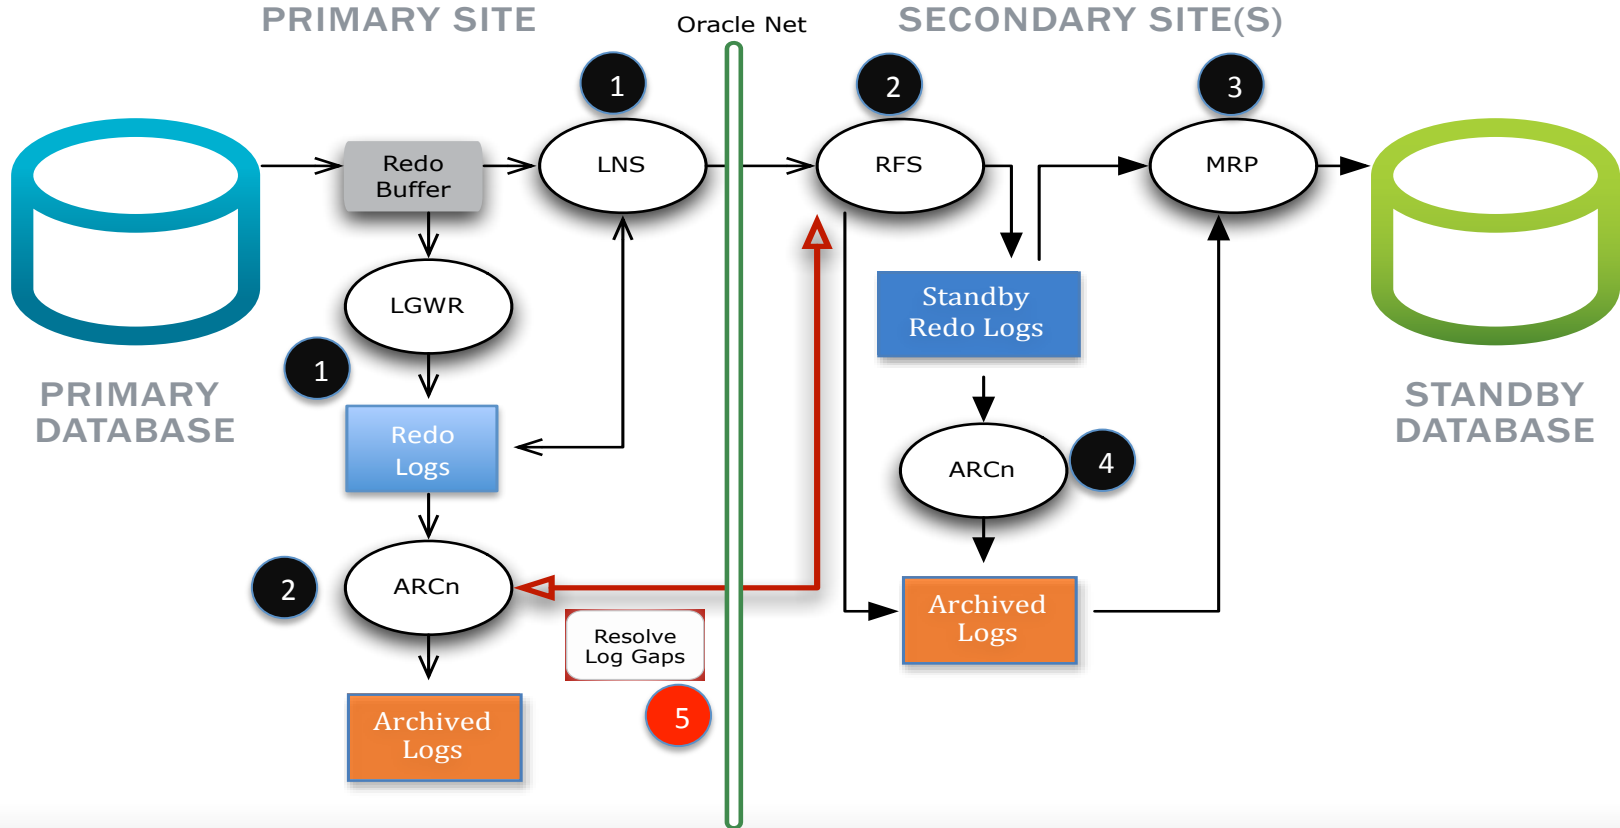 PRIMARY SITE
Oracle Net
SECONDARY SITE(S)
1
2
3
Redo
Buffer
LNS
RFS
MRP
LGWR
Standby
Redo Logs
1
PRIMARY
DATABASE
STANDBY
DATABASE
Redo
Logs
ARCn
4
2
ARCn
Resolve
Log Gaps
Archived
Logs
5
Archived
Logs